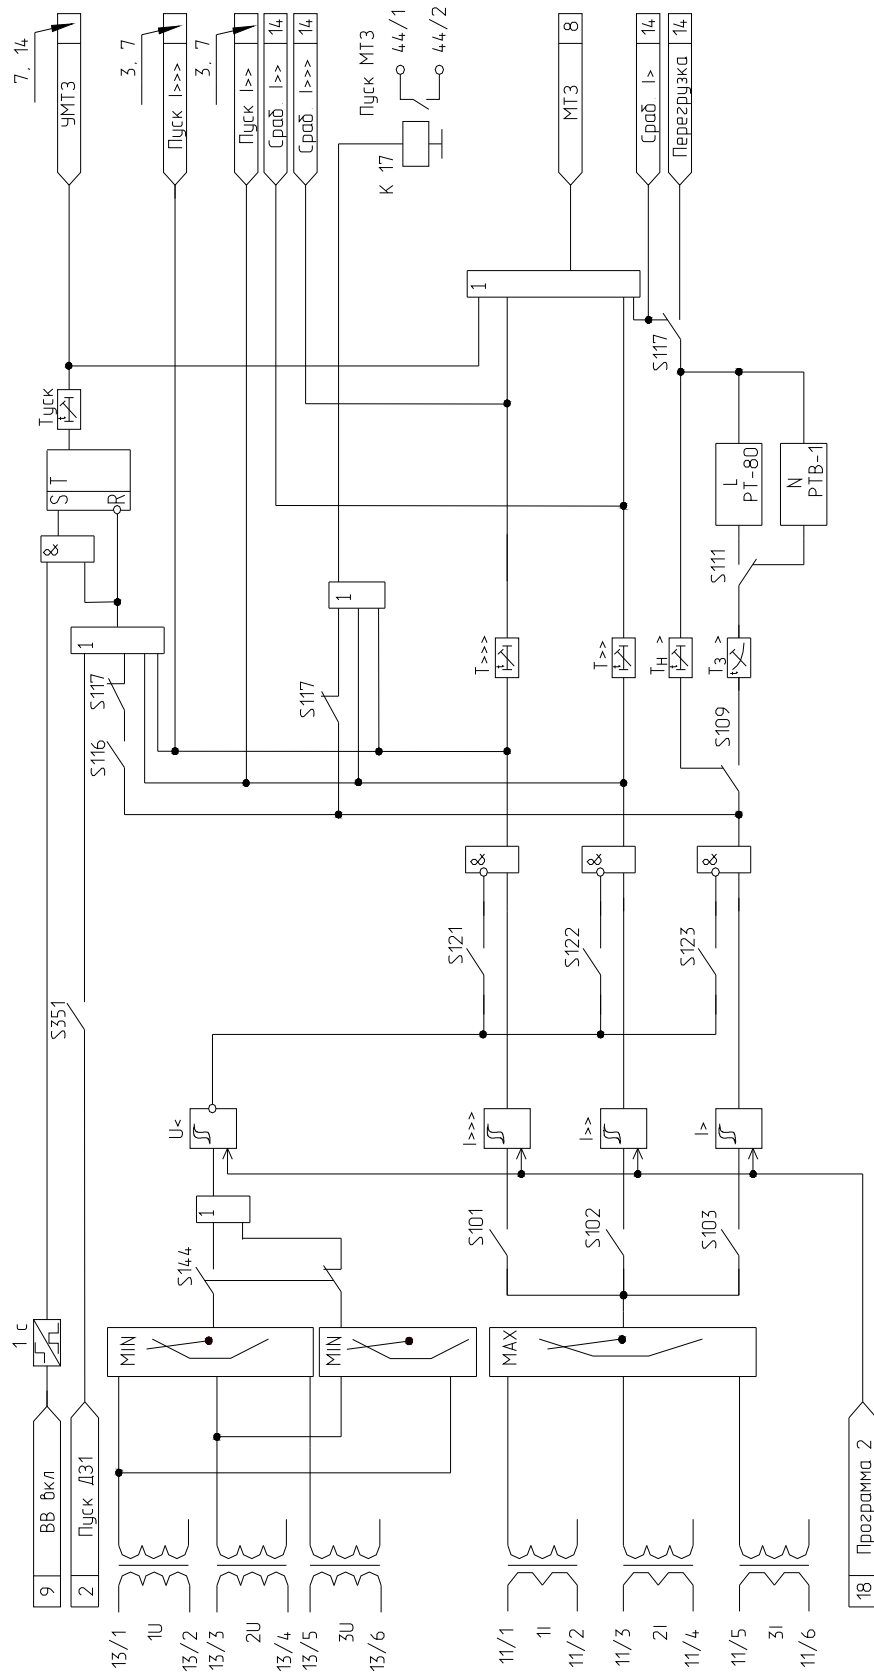 7, 14
УМТЗ
3, 7
Пуск I>>>
3, 7
Пуск I>>
Сраб. I>> 14
Сраб. I>>> 14
Пуск МТЗ
44/1
44/2
К 17
МТЗ 8
Сраб I> 14
Перегрузка 14
1
S117
Туск
S T
R
&
1
S117
S116
1
S117
L
РТ-80
N
РТВ-1
S111
T>>>
T>>
Тн >
Тз >
S109
&
&
&
S121
S122
S123
S351
U<
I>>>
I>>
I>
1
S144
S101
S102
S103
1 с
MIN
MIN
MAX
9 ВВ вкл
2 Пуск ДЗ1
18 Программа 2
13/1
1U
13/2
13/3
2U
13/4
13/5
3U
13/6
11/1
1I
11/2
11/3
2I
11/4
11/5
3I
11/6